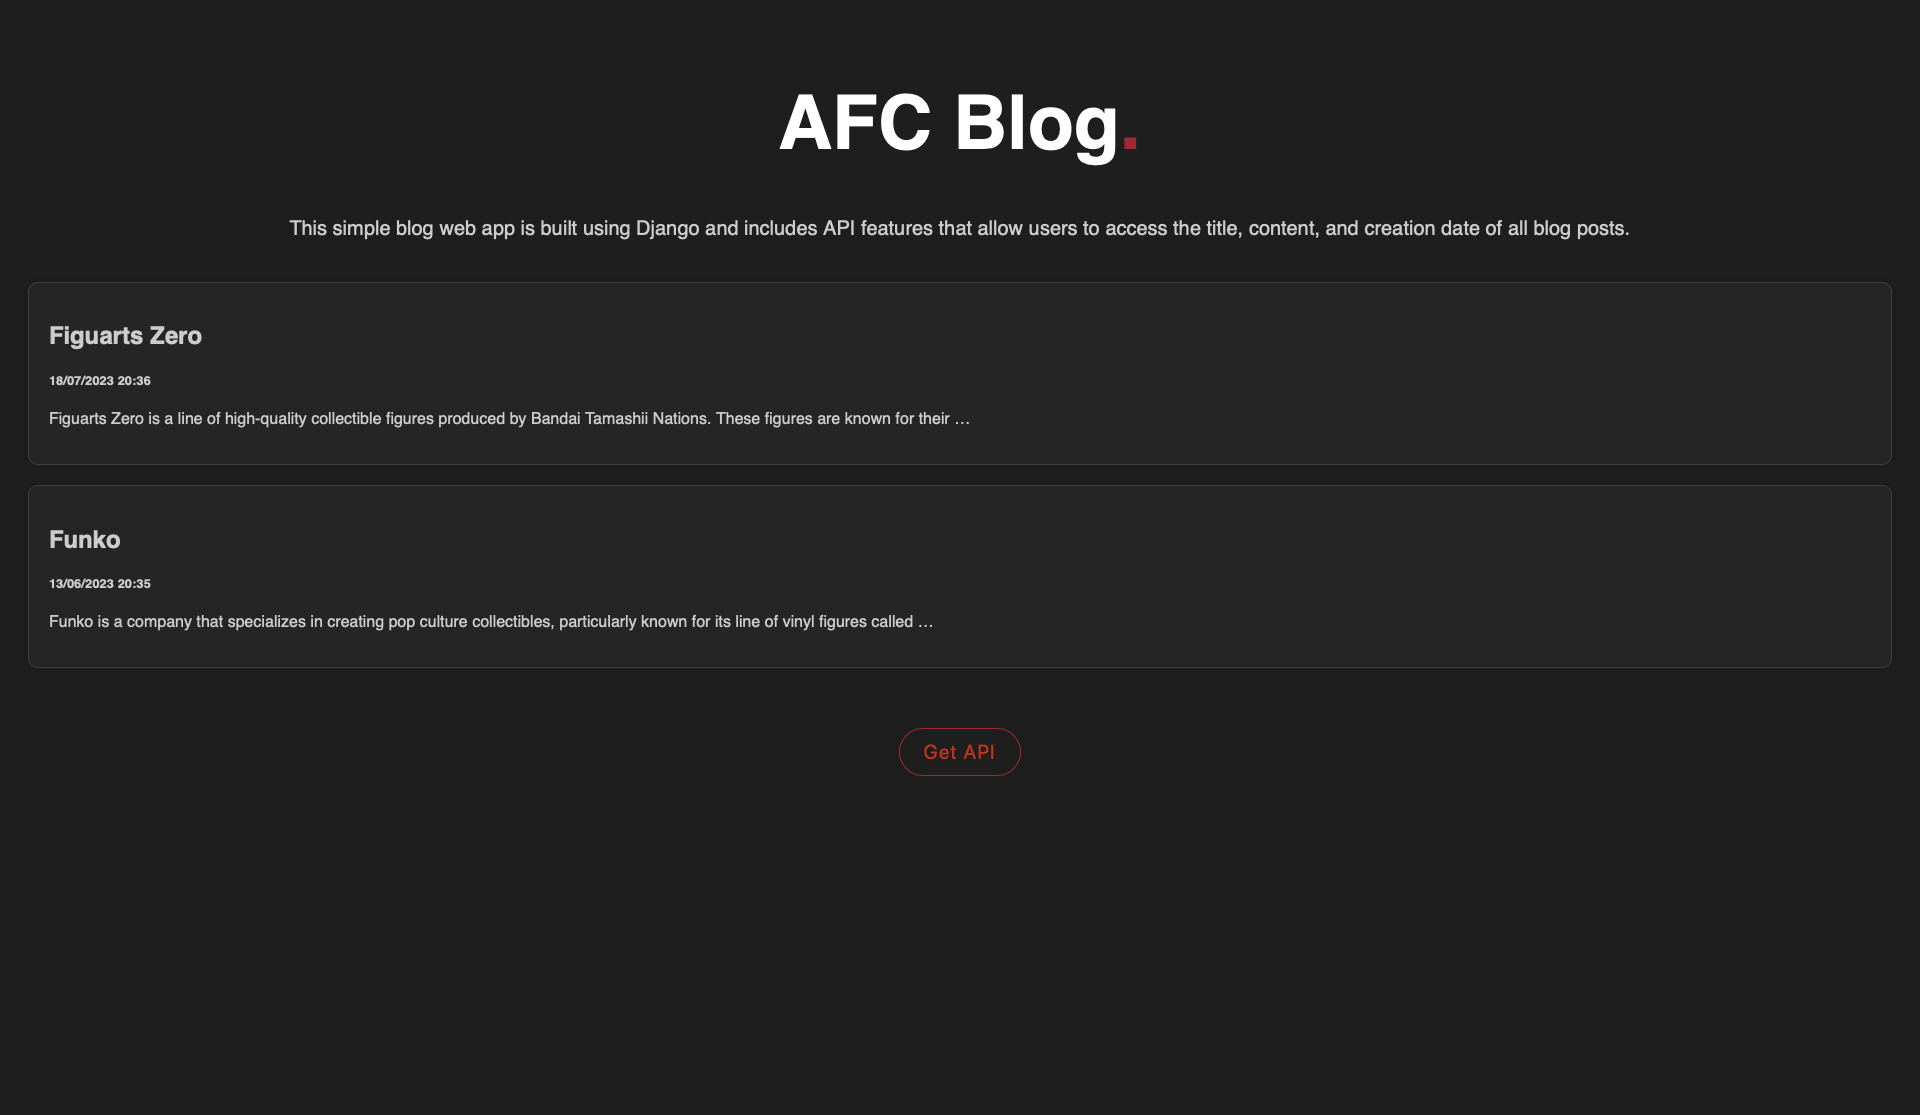 AFC Blog.
This simple blog web app is built using Django and includes API features that allow users to access the title, content, and creation date of all blog posts.
Figuarts Zero
18/07/2023 20:36
Figuarts Zero is a line of high-quality collectible figures produced by Bandai Tamashii Nations. These figures are known for their …
Funko
13/06/2023 20:35
Funko is a company that specializes in creating pop culture collectibles, particularly known for its line of vinyl figures called …
Get API